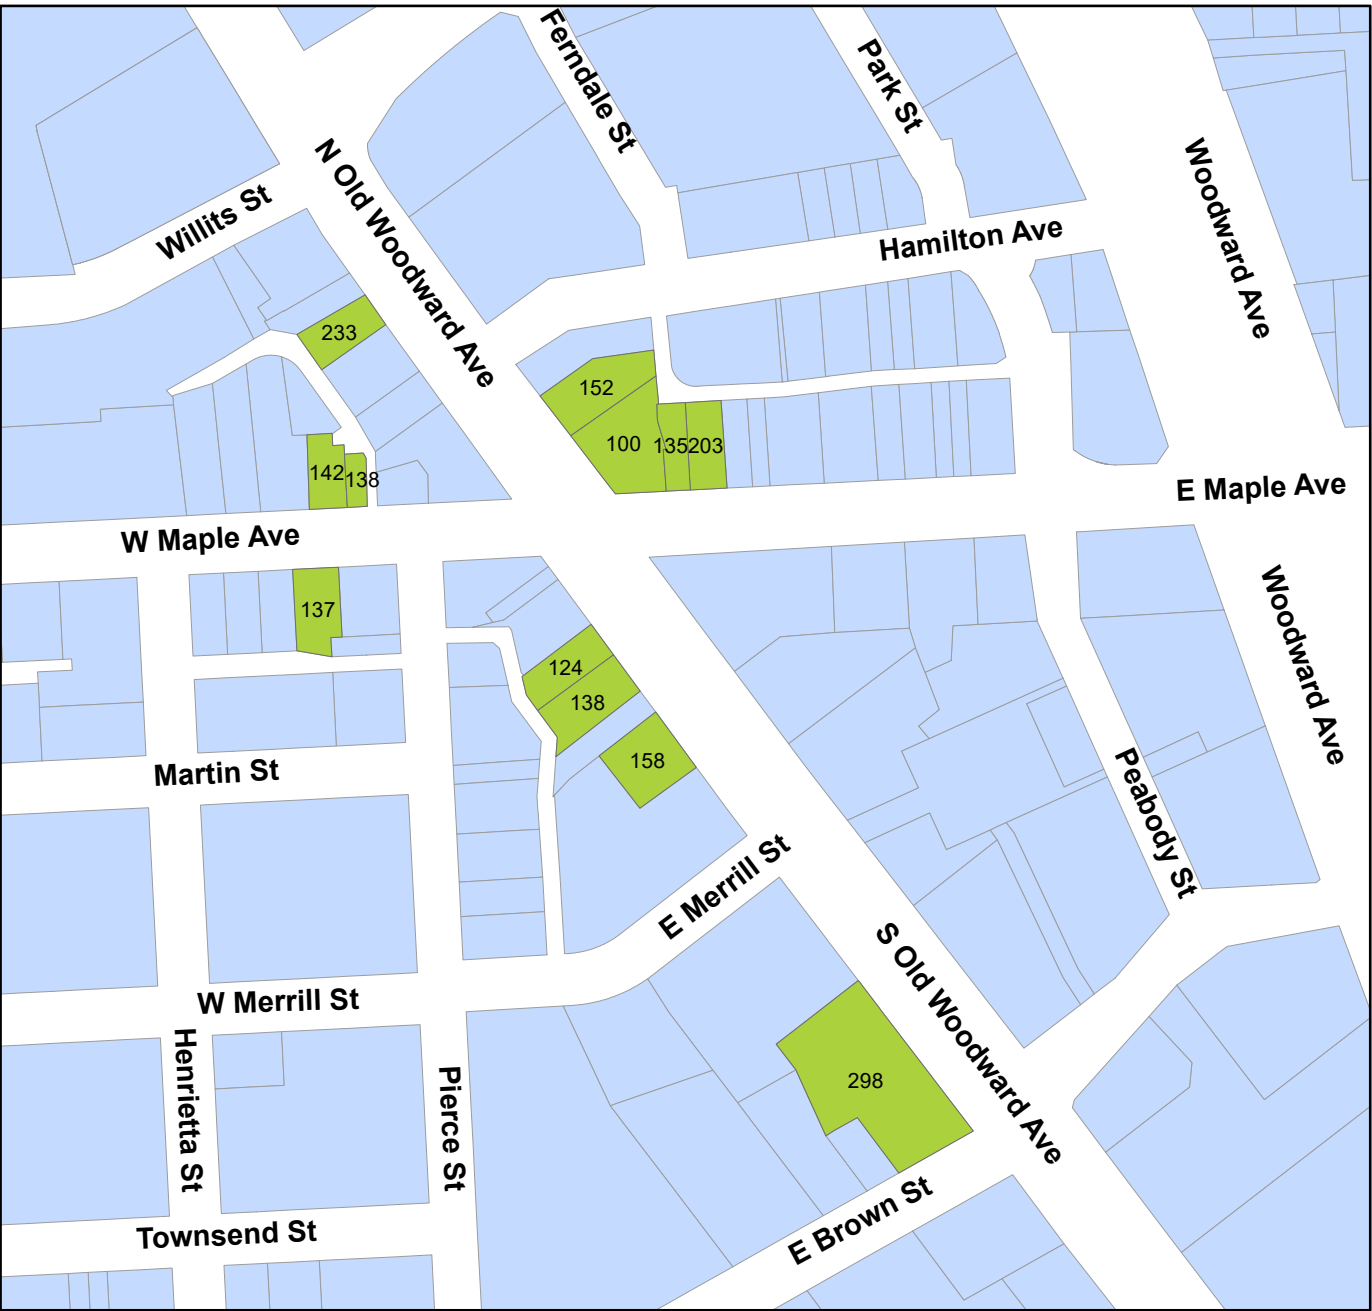 Ferndale St
Park St
N Old Woodward Ave
Woodward Ave
Willits St
Hamilton Ave
233
152
100
135
203
142
138
E Maple Ave
W Maple Ave
137
124
138
158
Woodward Ave
Martin St
Peabody St
E Merrill St
S Old Woodward Ave
W Merrill St
Henrietta St
Pierce St
298
E Brown St
Townsend St